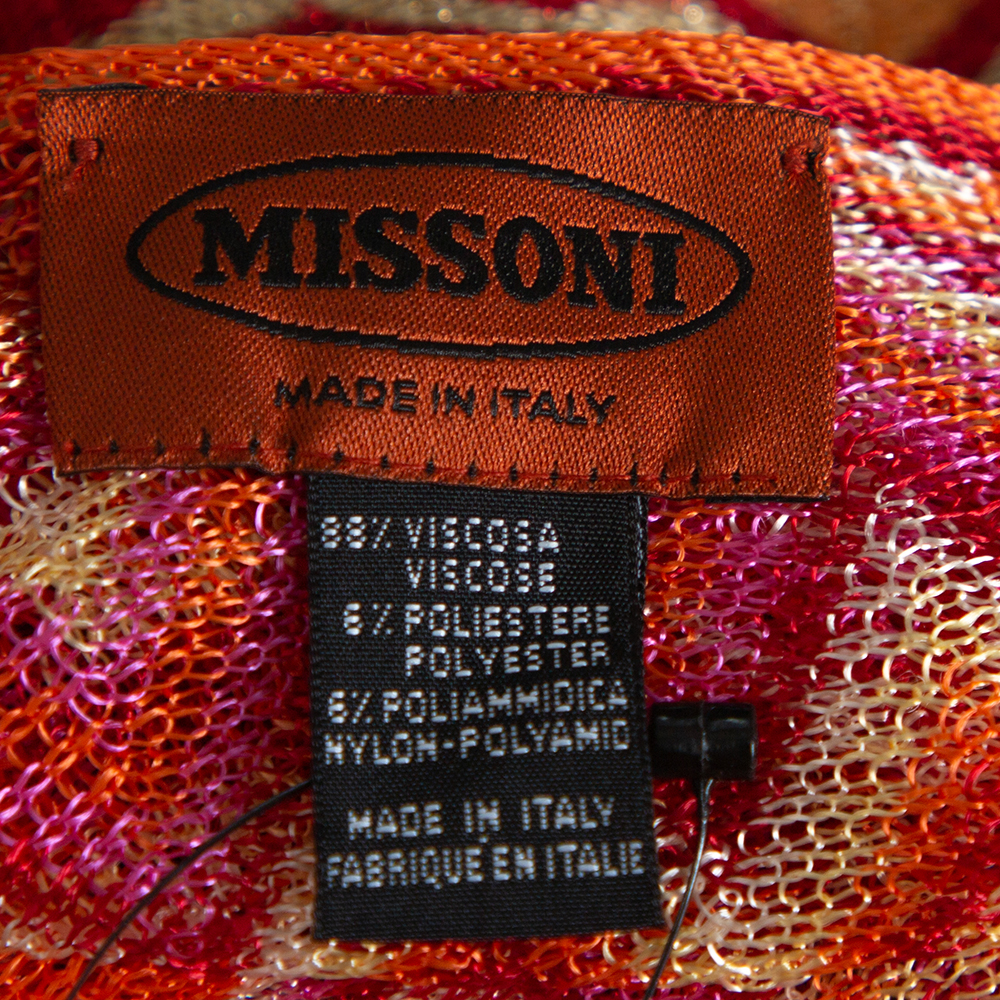 MISSONI
MADE IN ITALY
88% VISCOSA
VISCOSE
6% POLIESTERE
POLYESTER
6% POLIAMMIDICA
NYLON-POLYAMID
MADE IN ITALY
FABRIQUE EN ITALIE